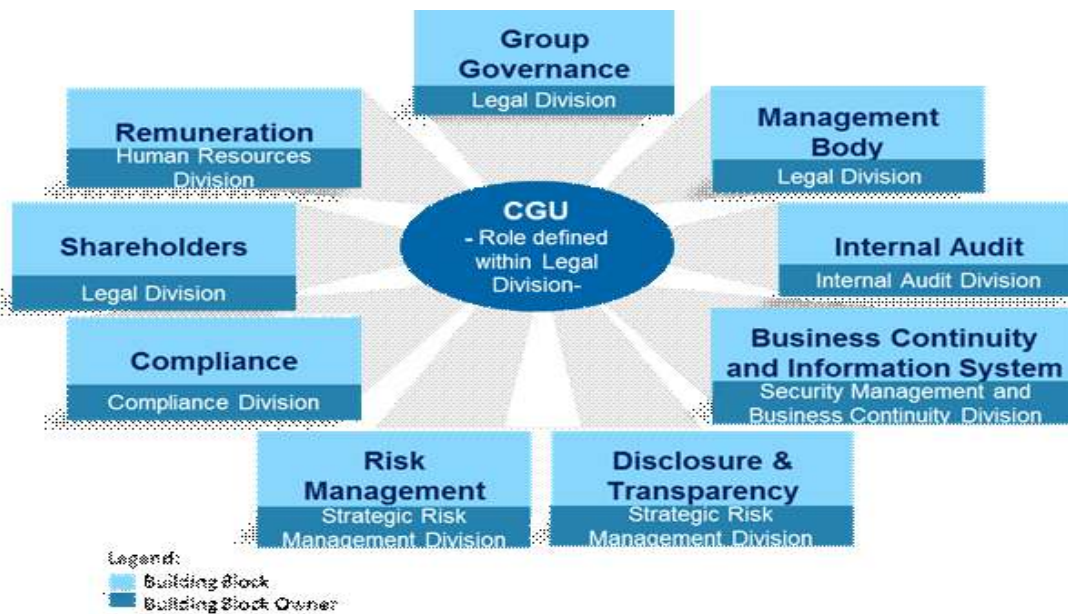 Group
Governance
Legal Division
Remuneration
Human Resources
Division
Management
Body
Legal Division
CGU
- Role defined
within Legal
Division-
Shareholders
Legal Division
Internal Audit
Internal Audit Division
Compliance
Compliance Division
Business Continuity
and Information System
Security Management and
Business Continuity Division
Risk
Management
Strategic Risk
Management Division
Disclosure &
Transparency
Strategic Risk
Management Division
Legend:
Building Block
Building Block Owner